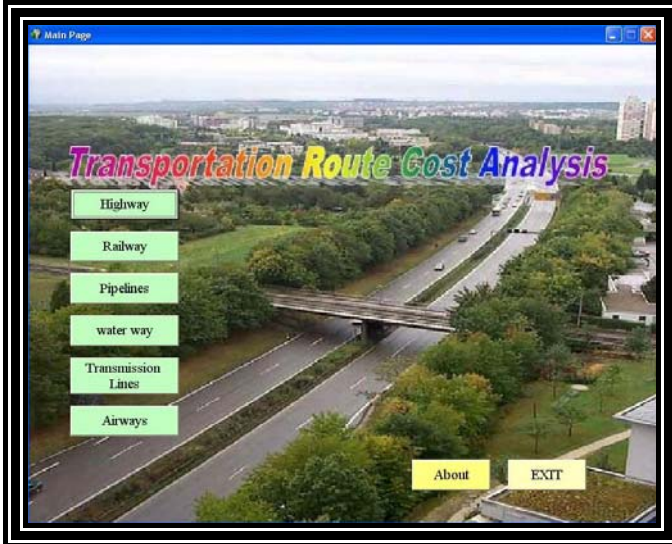 Main Page
Transportation Route Cost Analysis
Highway
Railway
Pipelines
water way
Transmission
Lines
Airways
About
EXIT